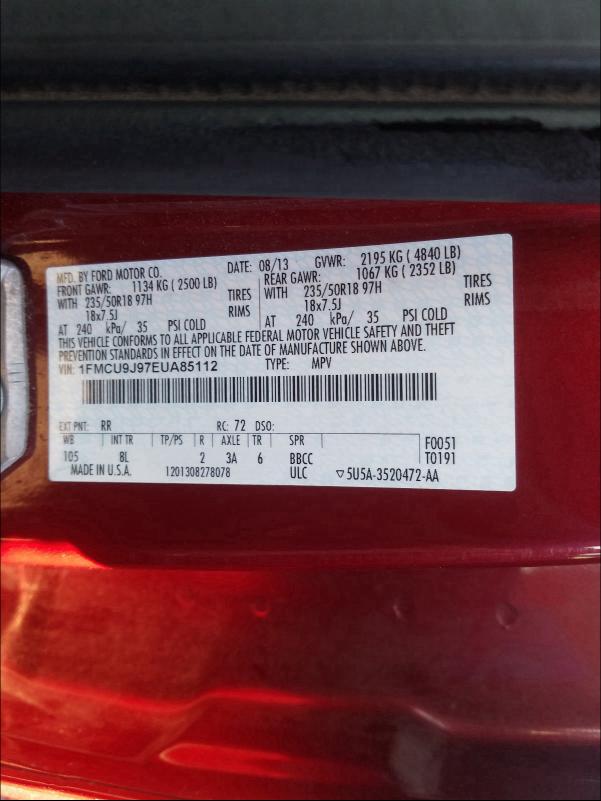 MFD. BY FORD MOTOR CO. DATE: 08/13 GVWR: 2195 KG ( 4840 LB)
FRONT GAWR: 1134 KG ( 2500 LB) REAR GAWR: 1067 KG ( 2352 LB)
WITH 235/50R18 97H TIRES WITH 235/50R18 97H TIRES
18x7.5J RIMS 18x7.5J RIMS
AT 240 kPa/ 35 PSI COLD AT 240 kPa/ 35 PSI COLD
THIS VEHICLE CONFORMS TO ALL APPLICABLE FEDERAL MOTOR VEHICLE SAFETY AND THEFT
PREVENTION STANDARDS IN EFFECT ON THE DATE OF MANUFACTURE SHOWN ABOVE.
VIN: 1FMCU9J97EUA85112 TYPE: MPV
EXT PNT: RR RC: 72 DSO:
WB INT TR TP/PS R AXLE TR SPR F0051
105 8L 2 3A 6 BBCC T0191
MADE IN U.S.A. 1201308278078 ULC ▽5U5A-3520472-AA